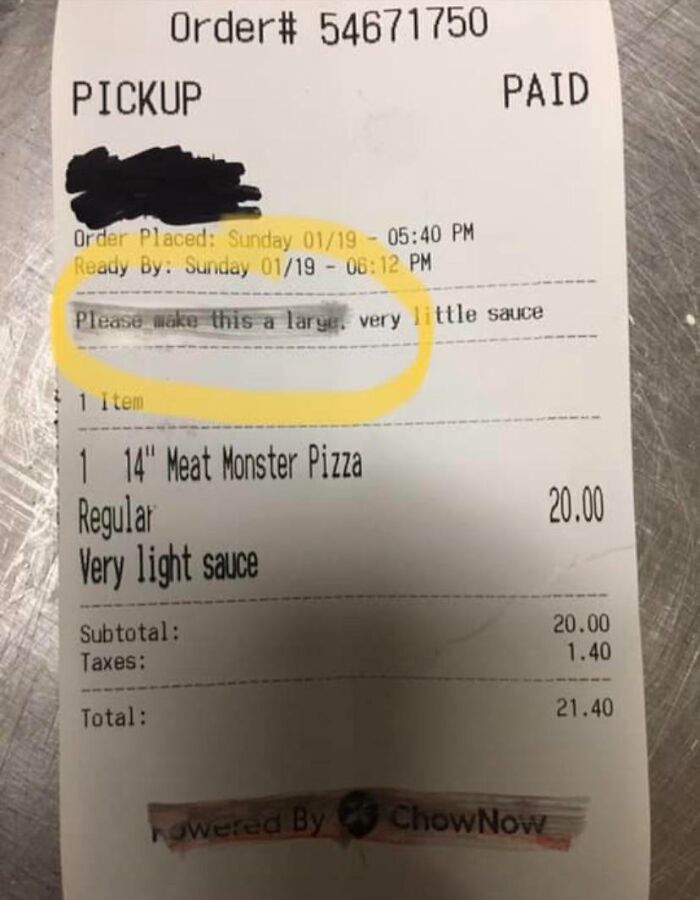 Order# 54671750
PICKUP PAID
Order Placed: Sunday 01/19 - 05:40 PM
Ready By: Sunday 01/19 - 06:12 PM
Please make this a large, very little sauce
1 Item
1 14" Meat Monster Pizza
Regular 20.00
Very light sauce
Subtotal: 20.00
Taxes: 1.40
Total: 21.40
Powered By ChowNow